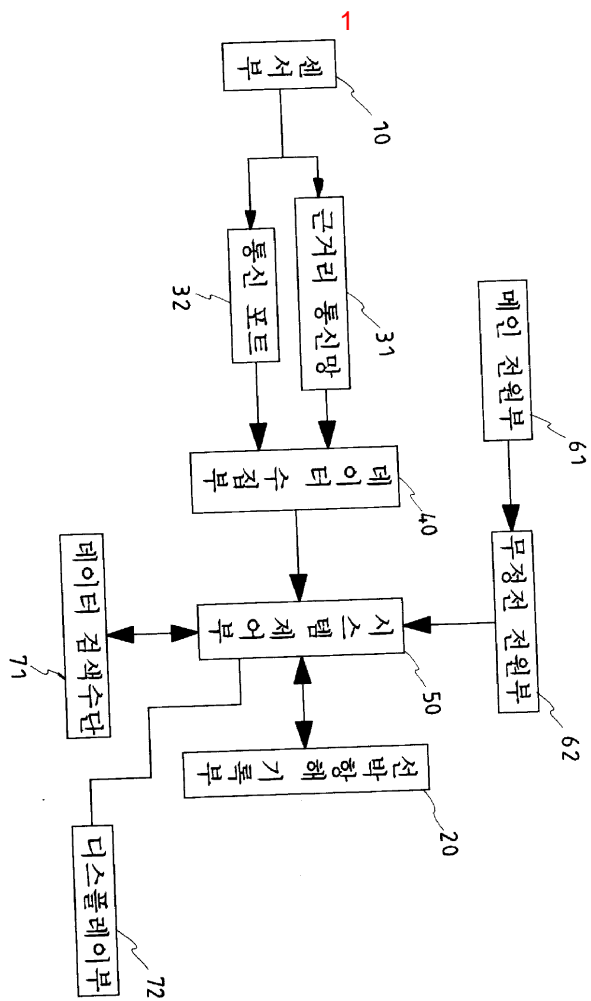 1
센서부
10
근거리 통신망
31
통신 포트
32
데이터 수집부
40
메인 전원부
61
무정전 전원부
62
시스템 제어부
50
데이터 검색수단
71
선박항해 기록부
20
디스플레이부
72